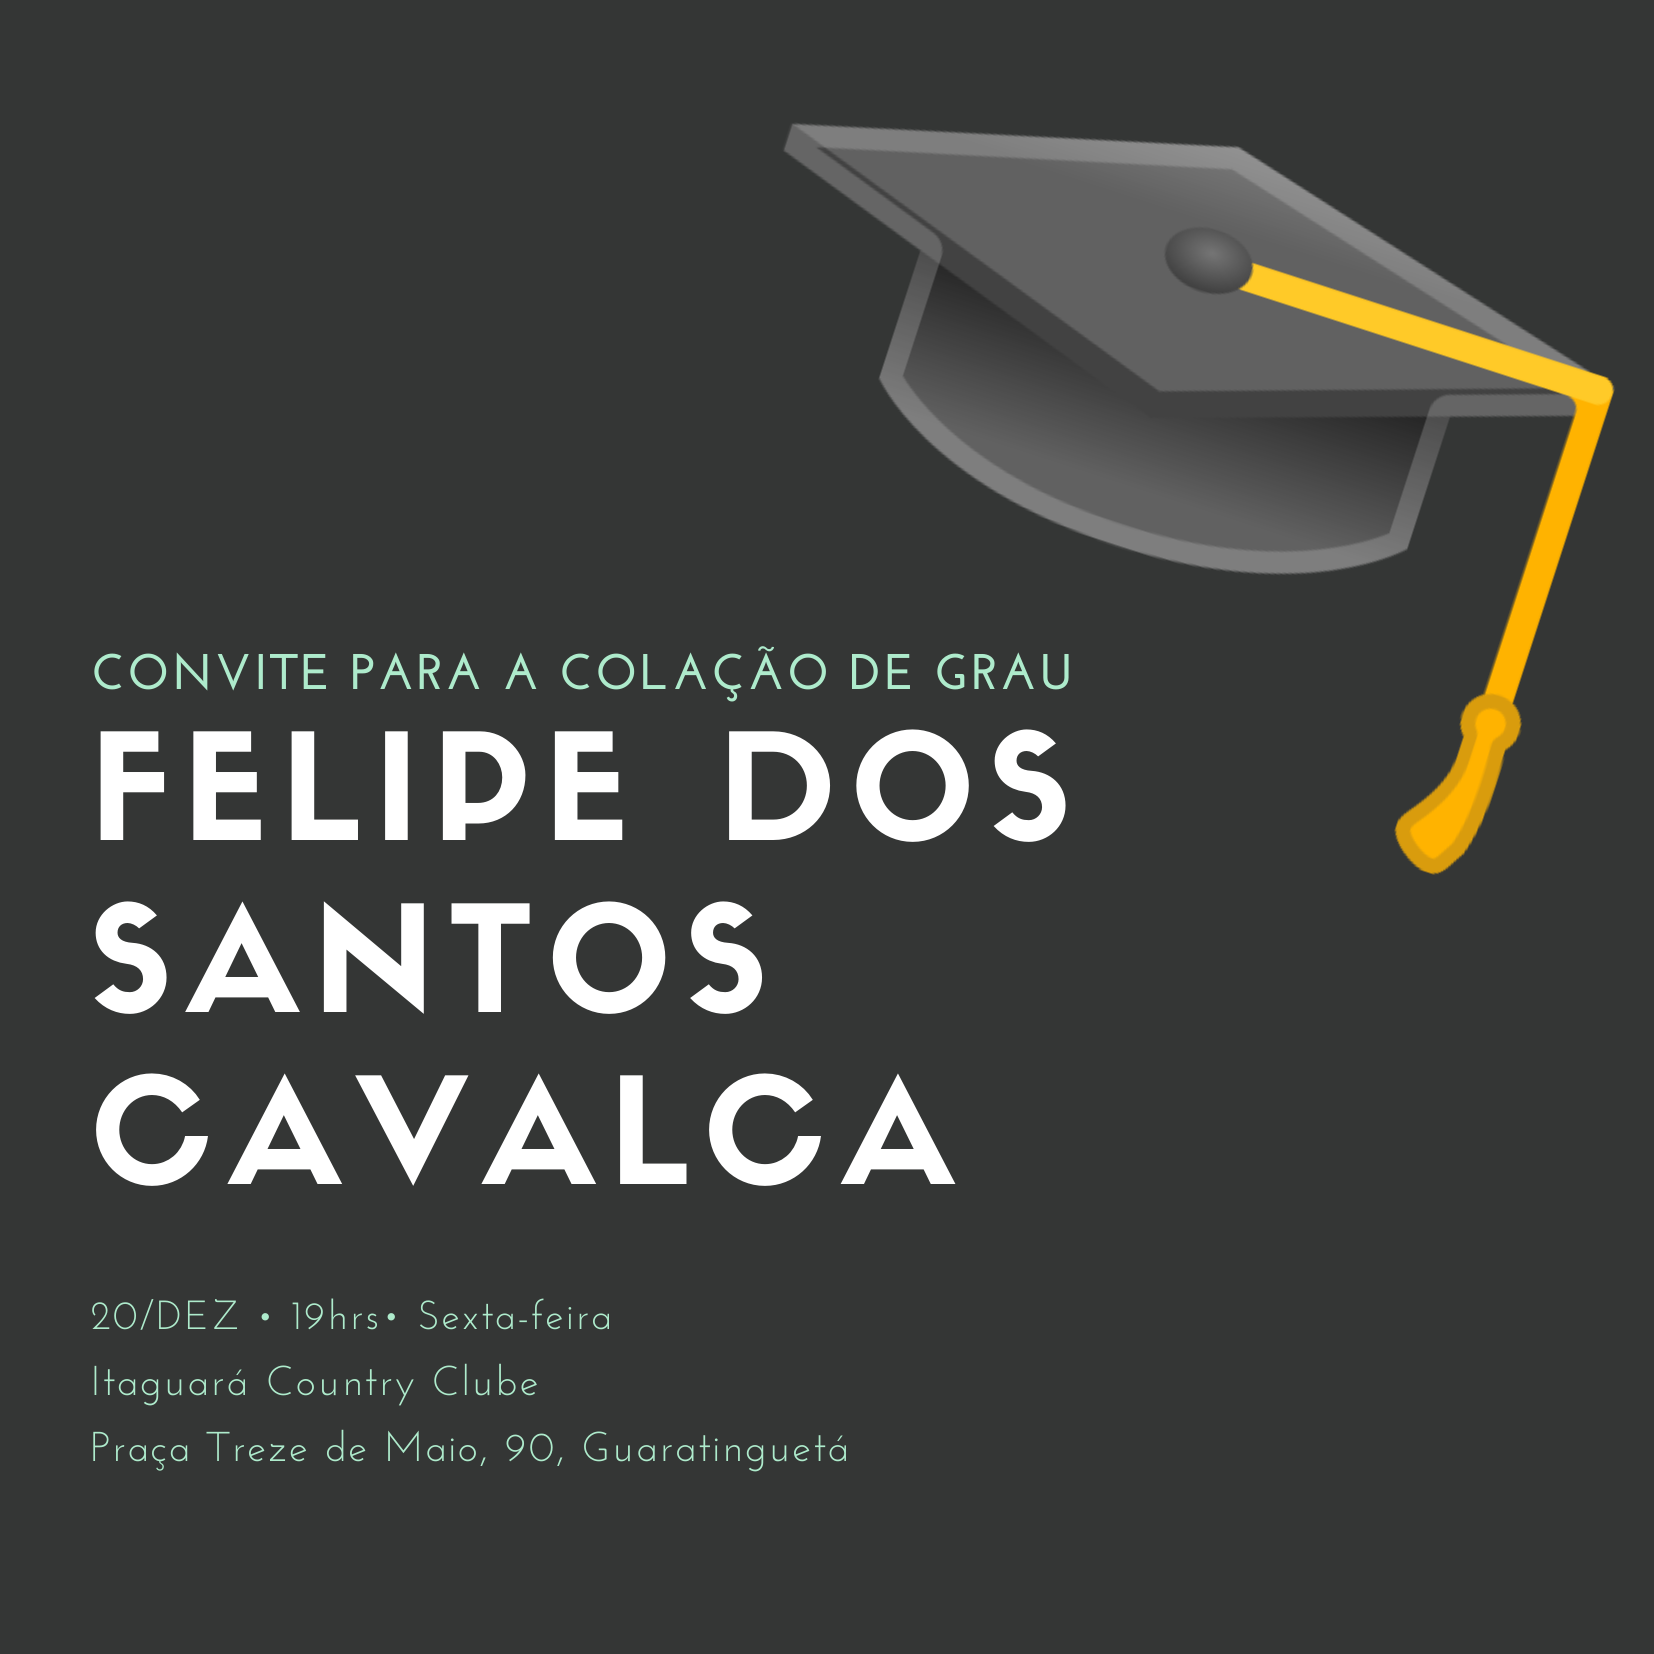 CONVITE PARA A COLAÇÃO DE GRAU
FELIPE DOS
SANTOS
CAVALCA
20/DEZ • 19hrs• Sexta-feira
Itaguará Country Clube
Praça Treze de Maio, 90, Guaratinguetá